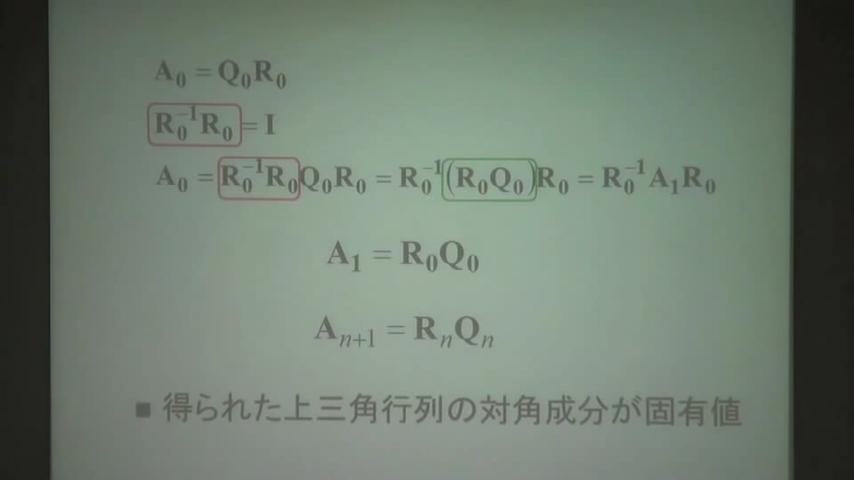 A₀ = Q₀R₀
R₀⁻¹R₀ = I
A₀ = R₀⁻¹R₀Q₀R₀ = R₀⁻¹(R₀Q₀)R₀ = R₀⁻¹A₁R₀
A₁ = R₀Q₀
Aₙ₊₁ = RₙQₙ
■ 得られた上三角行列の対角成分が固有値